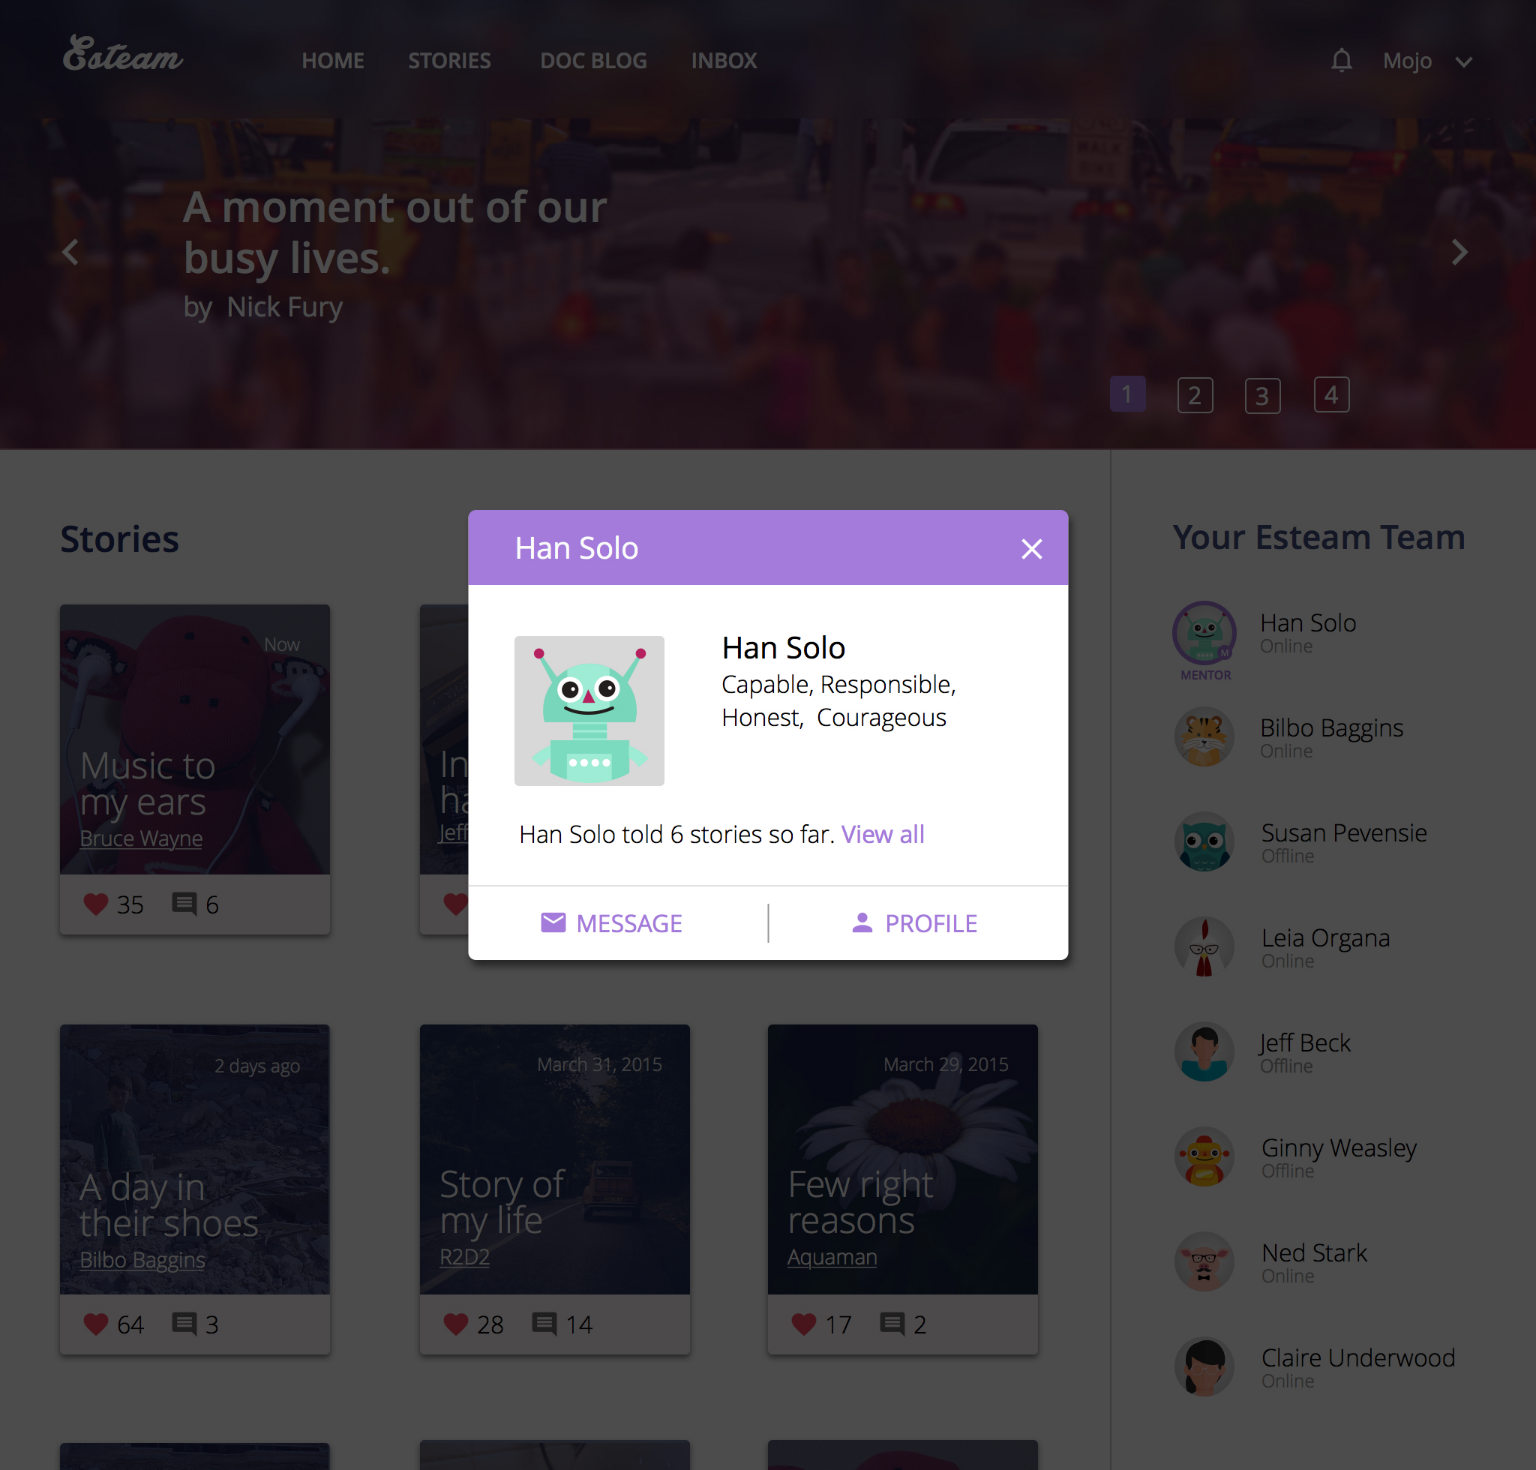 Esteam
HOME STORIES DOC BLOG INBOX
Mojo
WALK
A moment out of our
busy lives.
by Nick Fury
1 2 3 4
Stories
Now
Music to
my ears
Bruce Wayne
35 6
In
ha
Jeff
Han Solo
Han Solo
Capable, Responsible,
Honest, Courageous
Han Solo told 6 stories so far. View all
MESSAGE
PROFILE
2 days ago
A day in
their shoes
Bilbo Baggins
64 3
March 31, 2015
Story of
my life
R2D2
28 14
March 29, 2015
Few right
reasons
Aquaman
17 2
Your Esteam Team
Han Solo
Online
M
MENTOR
Bilbo Baggins
Online
Susan Pevensie
Offline
Leia Organa
Online
Jeff Beck
Offline
Ginny Weasley
Offline
Ned Stark
Online
Claire Underwood
Online